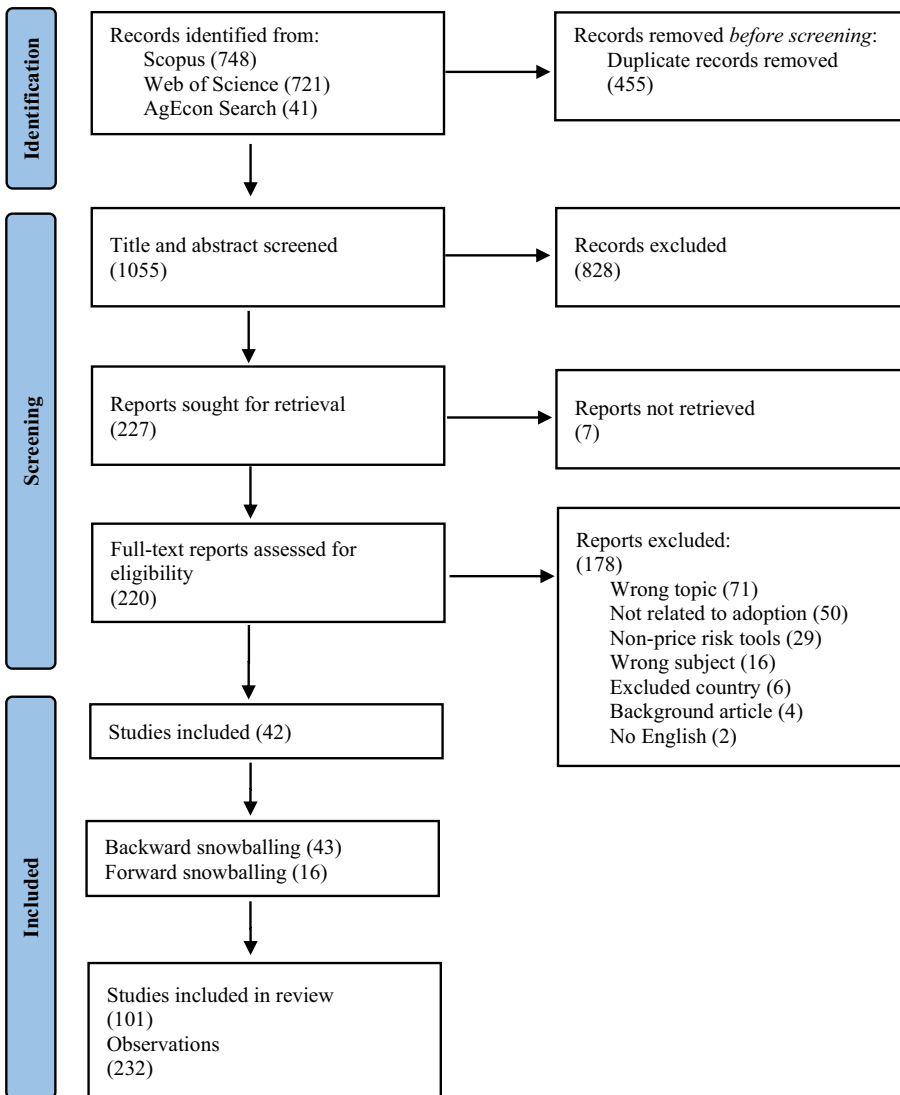 Identification
Records identified from:
Scopus (748)
Web of Science (721)
AgEcon Search (41)
Records removed before screening:
Duplicate records removed
(455)
Screening
Title and abstract screened
(1055)
Records excluded
(828)
Reports sought for retrieval
(227)
Reports not retrieved
(7)
Full-text reports assessed for
eligibility
(220)
Reports excluded:
(178)
Wrong topic (71)
Not related to adoption (50)
Non-price risk tools (29)
Wrong subject (16)
Excluded country (6)
Background article (4)
No English (2)
Included
Studies included (42)
Backward snowballing (43)
Forward snowballing (16)
Studies included in review
(101)
Observations
(232)